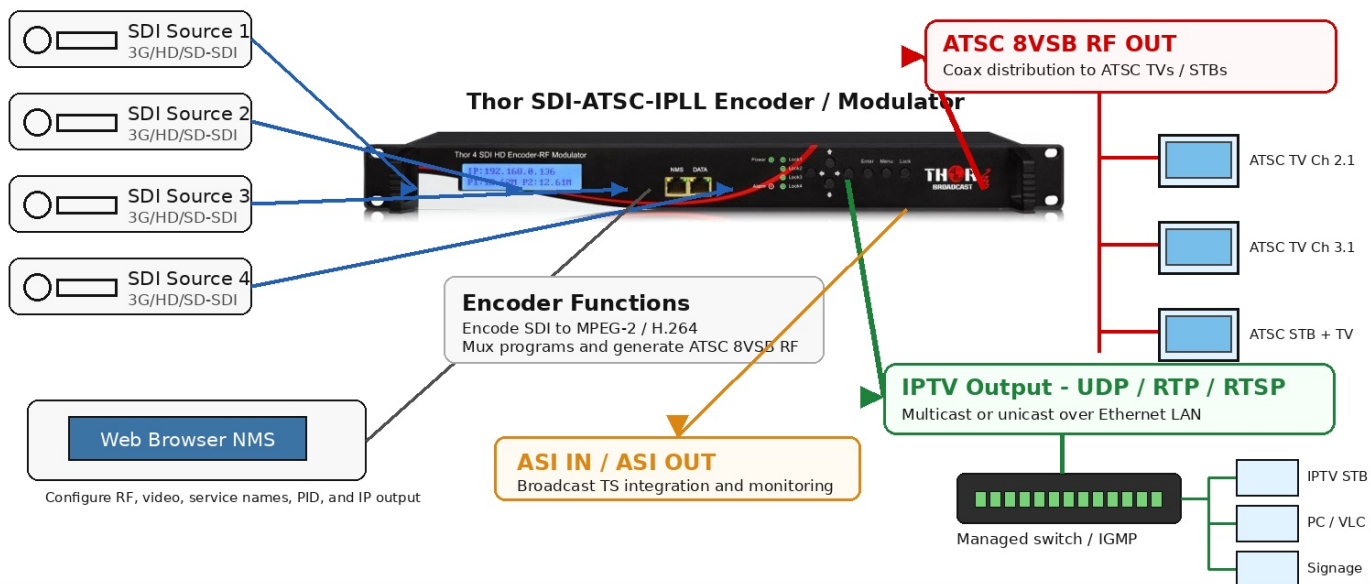 SDI Source 1
3G/HD/SD-SDI
SDI Source 2
3G/HD/SD-SDI
SDI Source 3
3G/HD/SD-SDI
SDI Source 4
3G/HD/SD-SDI
Thor SDI-ATSC-IPLL Encoder / Modulator
Thor 4 SDI HD Encoder-RF Modulator
IP:192.168.0.136
P2:12.61M
NMS DATA
Power
Alarm
Lock1
Lock2
Lock3
Lock4
Enter Menu Lock
THOR
BROADCAST
ATSC 8VSB RF OUT
Coax distribution to ATSC TVs / STBs
ATSC TV Ch 2.1
ATSC TV Ch 3.1
ATSC STB + TV
Encoder Functions
Encode SDI to MPEG-2 / H.264
Mux programs and generate ATSC 8VSB RF
IPTV Output - UDP / RTP / RTSP
Multicast or unicast over Ethernet LAN
Web Browser NMS
Configure RF, video, service names, PID, and IP output
ASI IN / ASI OUT
Broadcast TS integration and monitoring
Managed switch / IGMP
IPTV STB
PC / VLC
Signage